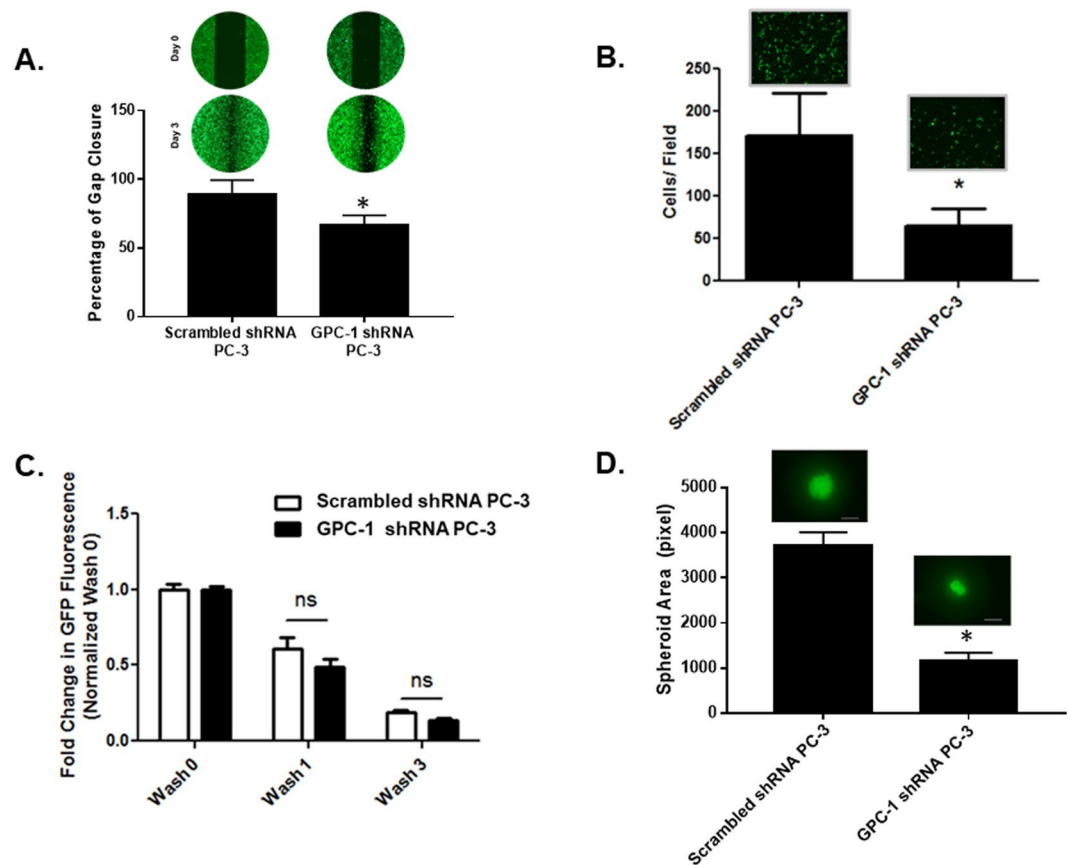 A.
Day 0
Day 3
Percentage of Gap Closure
150
100
50
0
*
Scrambled shRNA
PC-3
GPC-1 shRNA
PC-3
B.
Cells/ Field
250
200
150
100
50
0
*
Scrambled shRNA PC-3
GPC-1 shRNA PC-3
C.
Fold Change in GFP Fluorescence
(Normalized Wash 0)
1.5
1.0
0.5
0.0
Scrambled shRNA PC-3
GPC-1 shRNA PC-3
ns
ns
Wash 0
Wash 1
Wash 3
D.
Spheroid Area (pixel)
5000
4000
3000
2000
1000
0
*
Scrambled shRNA PC-3
GPC-1 shRNA PC-3